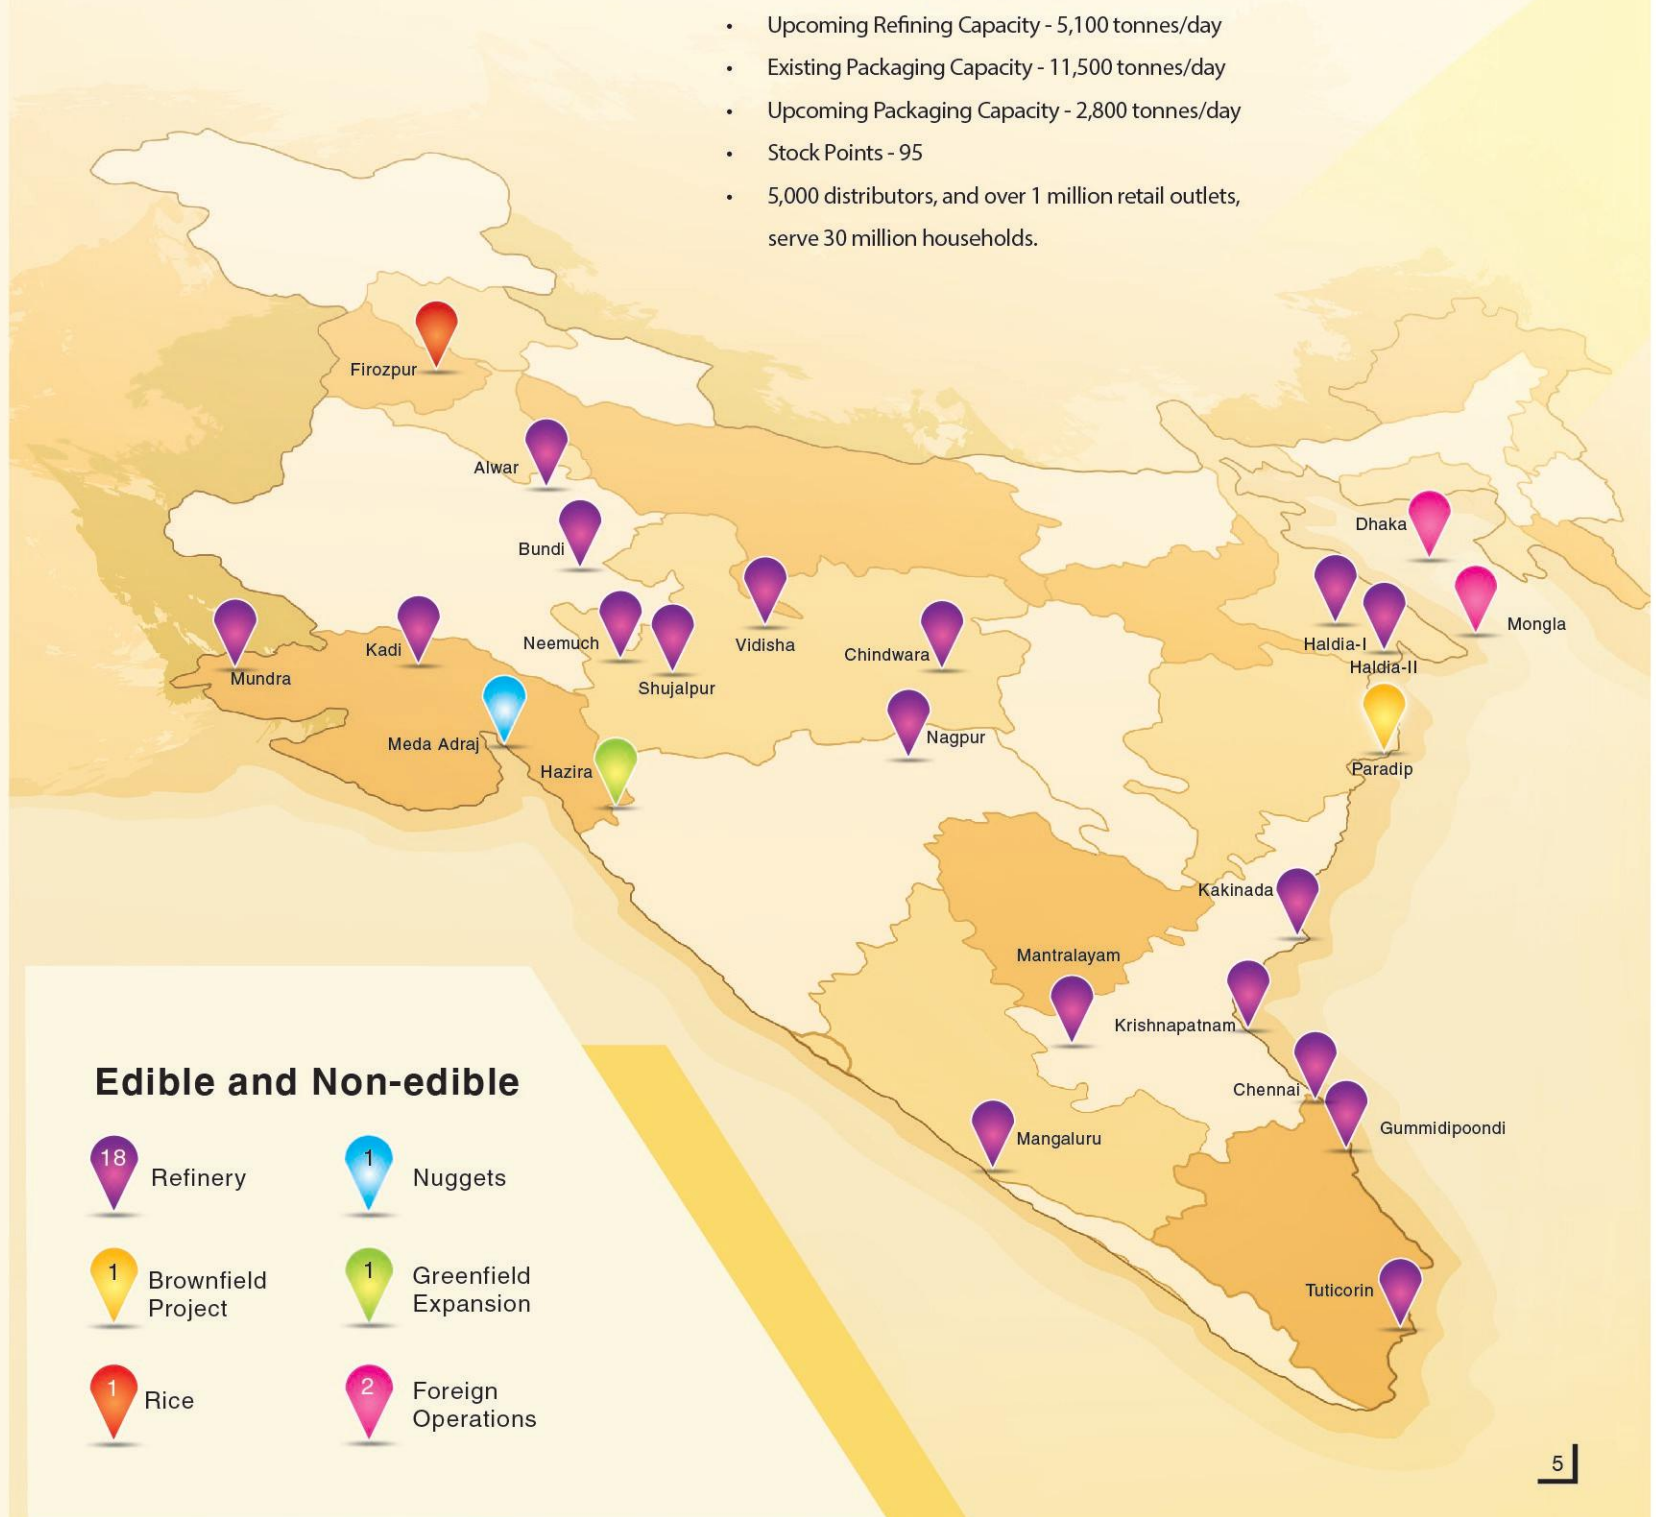 • Upcoming Refining Capacity - 5,100 tonnes/day
• Existing Packaging Capacity - 11,500 tonnes/day
• Upcoming Packaging Capacity - 2,800 tonnes/day
• Stock Points - 95
• 5,000 distributors, and over 1 million retail outlets,
serve 30 million households.
Firozpur
Alwar
Dhaka
Bundi
Mongla
Neemuch
Vidisha
Haldia-I
Kadi
Chindwara
Haldia-II
Mundra
Shujalpur
Nagpur
Meda Adraj
Hazira
Paradip
Kakinada
Mantralayam
Krishnapatnam
Chennai
Gummidipoondi
Mangaluru
Tuticorin
Edible and Non-edible
18 Refinery
1 Nuggets
1 Brownfield
Project
1 Greenfield
Expansion
1 Rice
2 Foreign
Operations
5